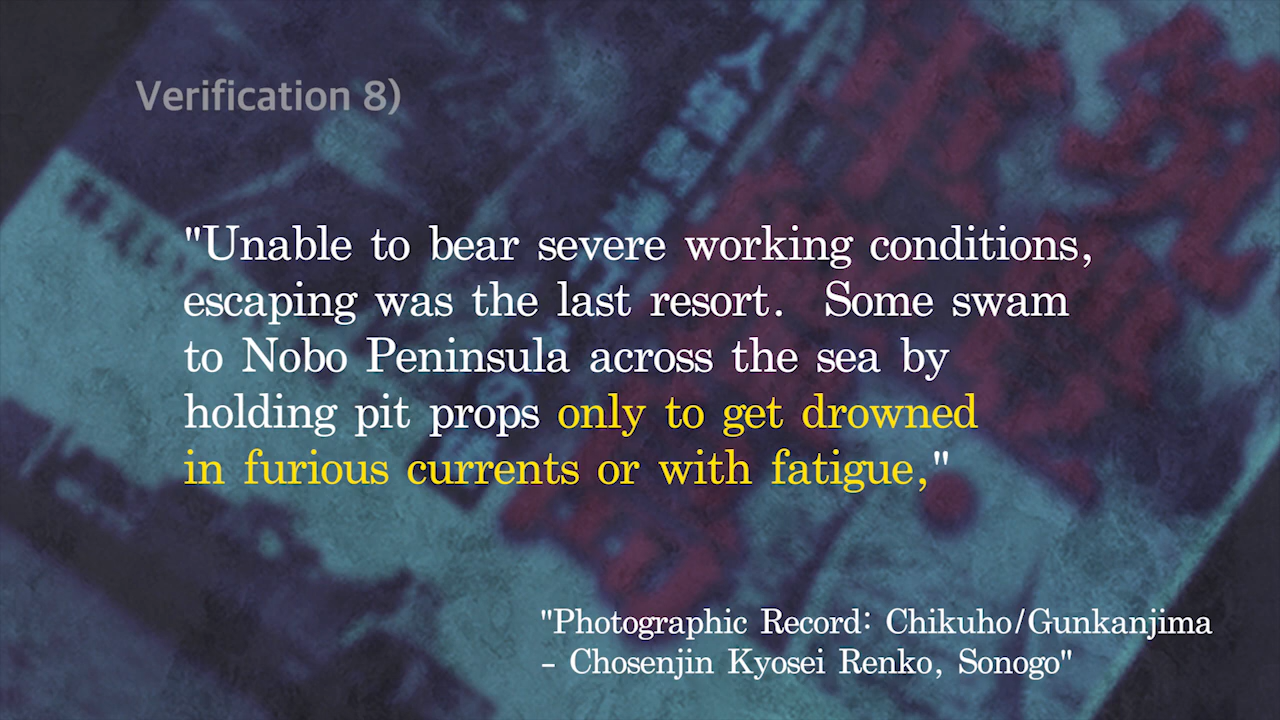 Verification 8)
"Unable to bear severe working conditions,
escaping was the last resort. Some swam
to Nobo Peninsula across the sea by
holding pit props only to get drowned
in furious currents or with fatigue,"
"Photographic Record: Chikuho/Gunkanjima
- Chosenjin Kyosei Renko, Sonogo"